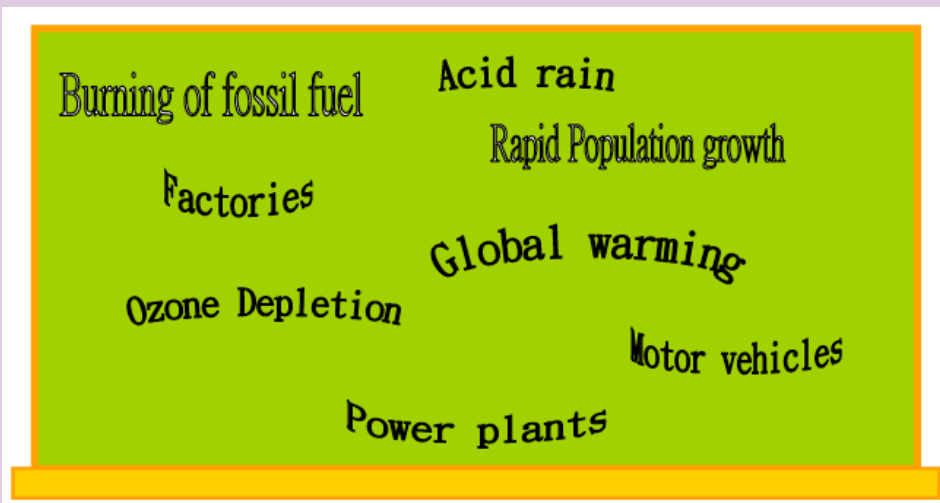 Burning of fossil fuel
Acid rain
Rapid Population growth
Factories
Global warming
Ozone Depletion
Motor vehicles
Power plants